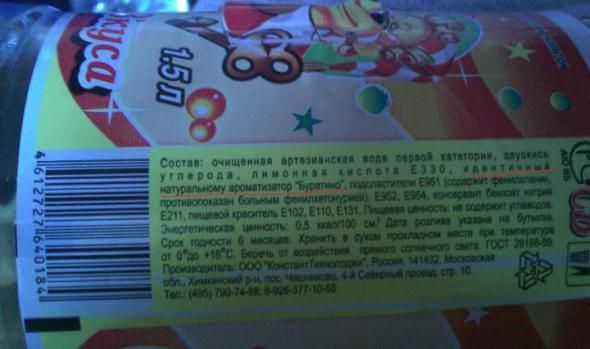 вкуса
1.5 л
Состав: очищенная артезианская вода первой категории, двуокись
углерода, лимонная кислота Е330, идентичный
натуральному ароматизатор "Буратино", подсластители Е951 (содержит фенилаланин,
противопоказан больным фенилкетонурией), Е952, Е954, консервант бензоат натрия
Е211, пищевой краситель Е102, Е110, Е131. Пищевая ценность: не содержит углеводов.
Энергетическая ценность: 0,5 ккал/100 см³ Дата розлива указана на бутылке.
Срок годности 6 месяцев. Хранить в сухом прохладном месте при температуре
от 0°до +18°С. Беречь от воздействия прямого солнечного света. ГОСТ 28188-89.
Производитель: ООО "КонстантТехнолоджи", Россия, 141432, Московская
обл., Химкинский р-н, пос. Чашниково, 4-й Северный проезд, стр. 10.
Тел.: (495) 790-74-88; 8-926-377-10-55
4612727640184
АЮ 85